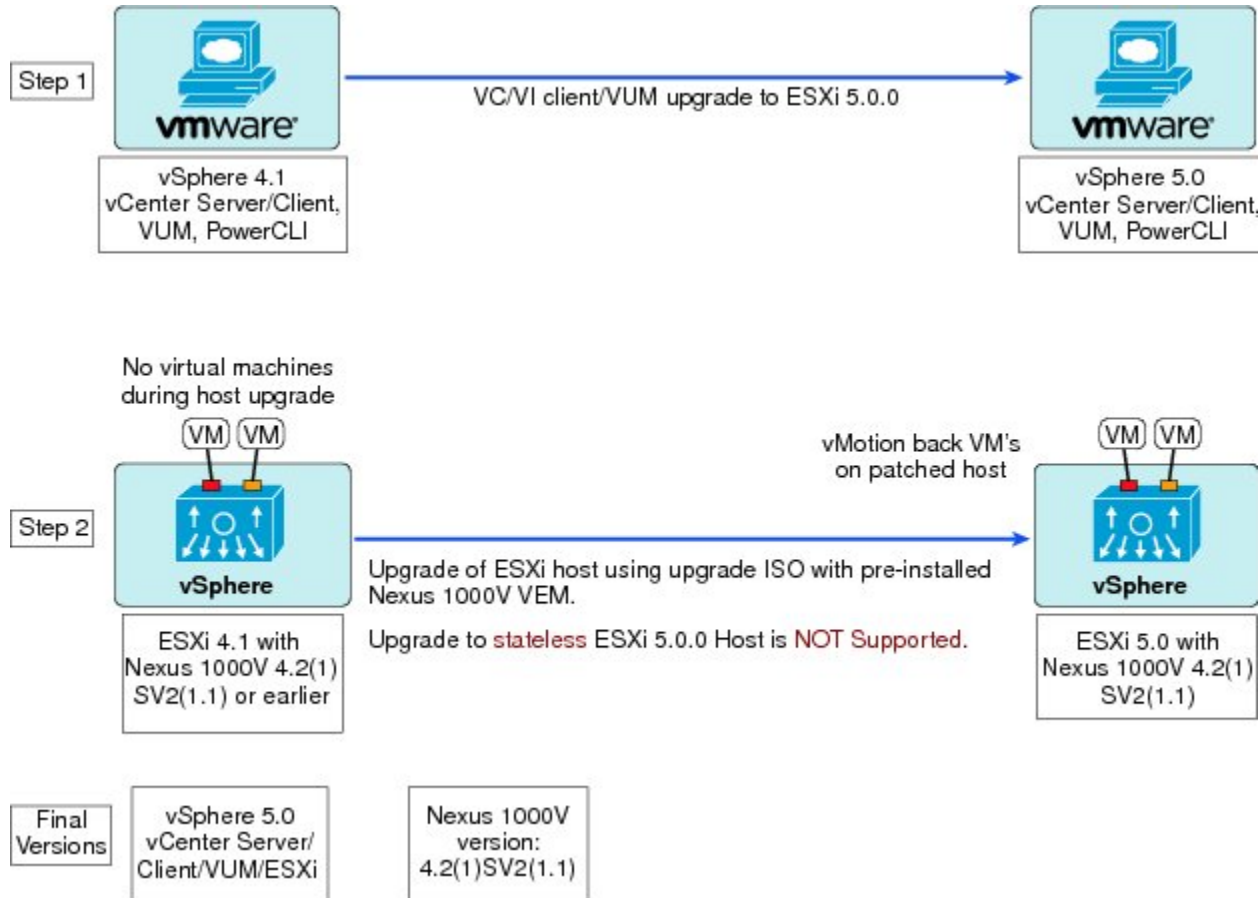 Step 1
vmware
VC/VI client/VUM upgrade to ESXi 5.0.0
vmware
vSphere 4.1
vCenter Server/Client,
VUM, PowerCLI
vSphere 5.0
vCenter Server/Client,
VUM, PowerCLI
No virtual machines
during host upgrade
VM VM
vMotion back VM's
on patched host
VM VM
Step 2
vSphere
Upgrade of ESXi host using upgrade ISO with pre-installed
Nexus 1000V VEM.
Upgrade to stateless ESXi 5.0.0 Host is NOT Supported.
vSphere
ESXi 4.1 with
Nexus 1000V 4.2(1)
SV2(1.1) or earlier
ESXi 5.0 with
Nexus 1000V 4.2(1)
SV2(1.1)
Final
Versions
vSphere 5.0
vCenter Server/
Client/VUM/ESXi
Nexus 1000V
version:
4.2(1)SV2(1.1)